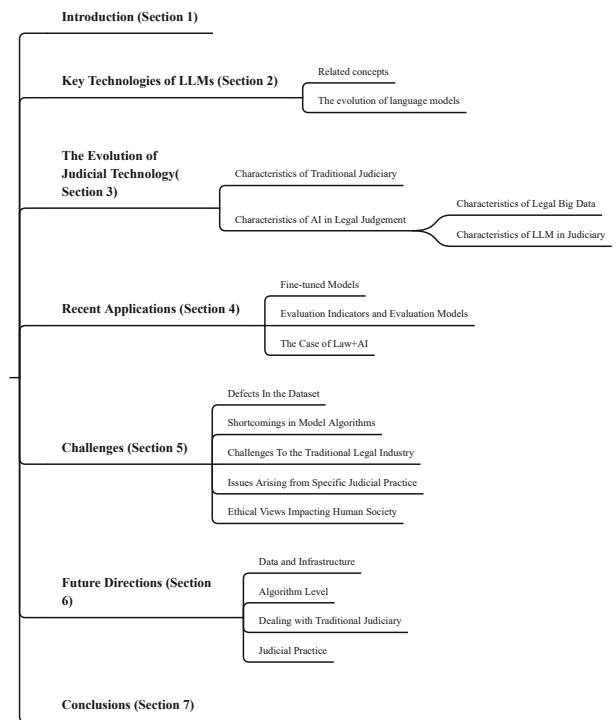 Introduction (Section 1)
Key Technologies of LLMs (Section 2)
Related concepts
The evolution of language models
The Evolution of
Judicial Technology(
Section 3)
Characteristics of Traditional Judiciary
Characteristics of AI in Legal Judgement
Characteristics of Legal Big Data
Characteristics of LLM in Judiciary
Recent Applications (Section 4)
Fine-tuned Models
Evaluation Indicators and Evaluation Models
The Case of Law+AI
Challenges (Section 5)
Defects In the Dataset
Shortcomings in Model Algorithms
Challenges To the Traditional Legal Industry
Issues Arising from Specific Judicial Practice
Ethical Views Impacting Human Society
Future Directions (Section
6)
Data and Infrastructure
Algorithm Level
Dealing with Traditional Judiciary
Judicial Practice
Conclusions (Section 7)